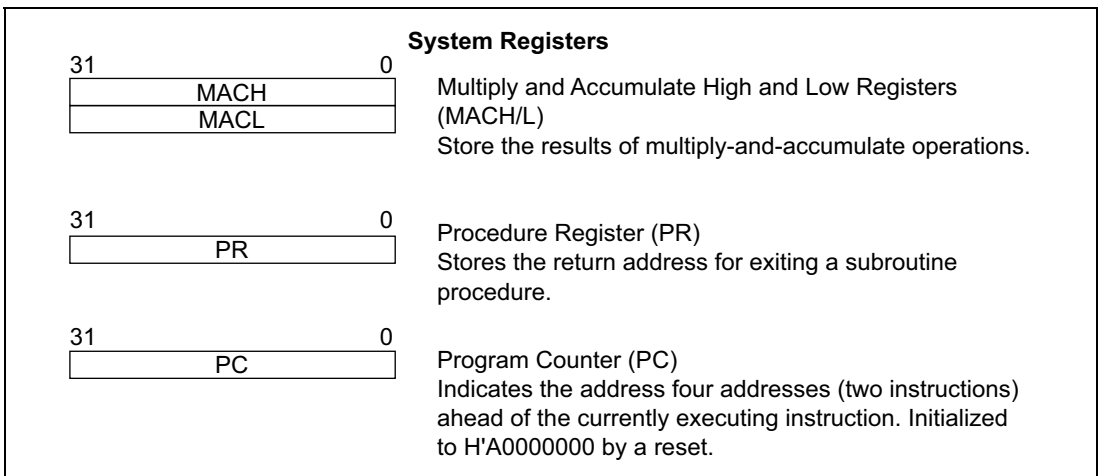 System Registers
31 0
MACH
MACL
Multiply and Accumulate High and Low Registers
(MACH/L)
Store the results of multiply-and-accumulate operations.
31 0
PR
Procedure Register (PR)
Stores the return address for exiting a subroutine
procedure.
31 0
PC
Program Counter (PC)
Indicates the address four addresses (two instructions)
ahead of the currently executing instruction. Initialized
to H'A0000000 by a reset.